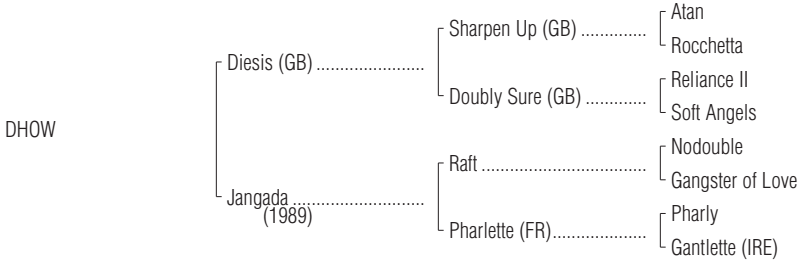 Atan
Sharpen Up (GB) ..............
Rocchetta
Diesis (GB) .......................
Reliance II
Doubly Sure (GB) .............
Soft Angels
DHOW
Nodouble
Raft ...................................
Gangster of Love
Jangada ............................
(1989)
Pharly
Pharlette (FR)....................
Gantlette (IRE)